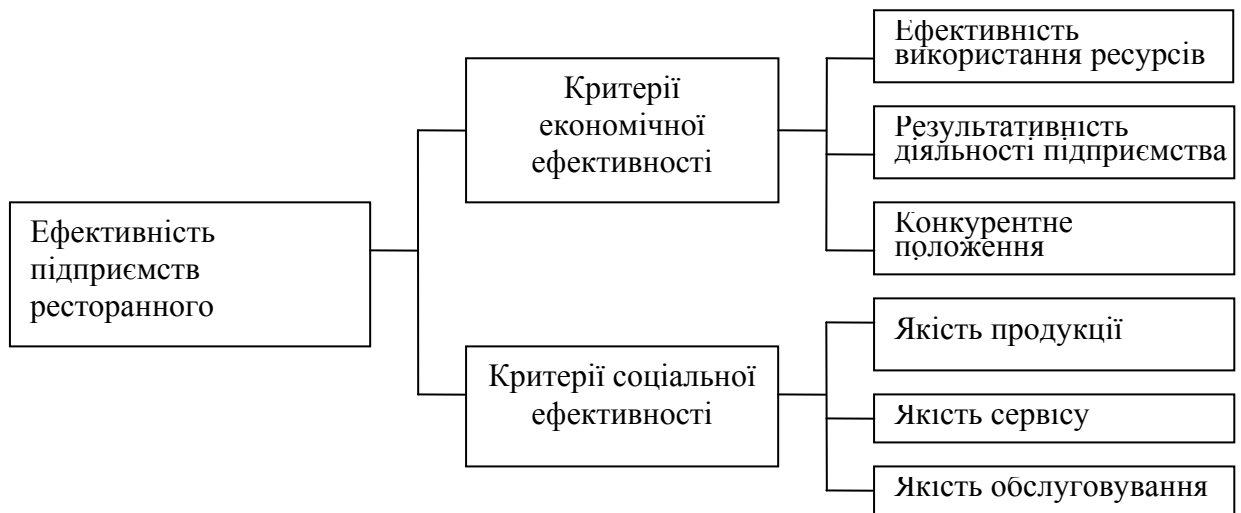 Ефективність
підприємств
ресторанного
Критерії
економічної
ефективності
Критерії соціальної
ефективності
Ефективність
використання ресурсів
Результативність
діяльності підприємства
Конкурентне
положення
Якість продукції
Якість сервісу
Якість обслуговування